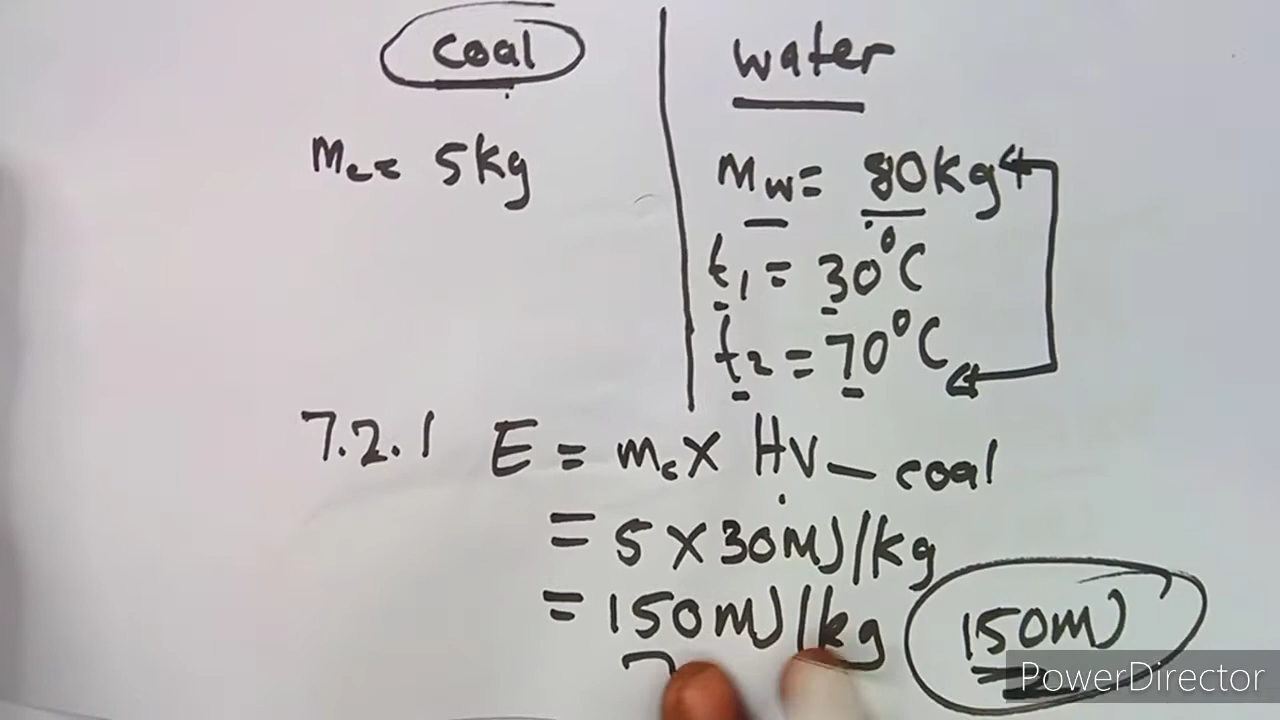 coal
mc = 5kg
water
mw = 80kg
t1 = 30°C
t2 = 70°C
7.2.1 E = mc x HV — coal
= 5 x 30MJ/kg
= 150MJ/kg
150MJ
PowerDirector